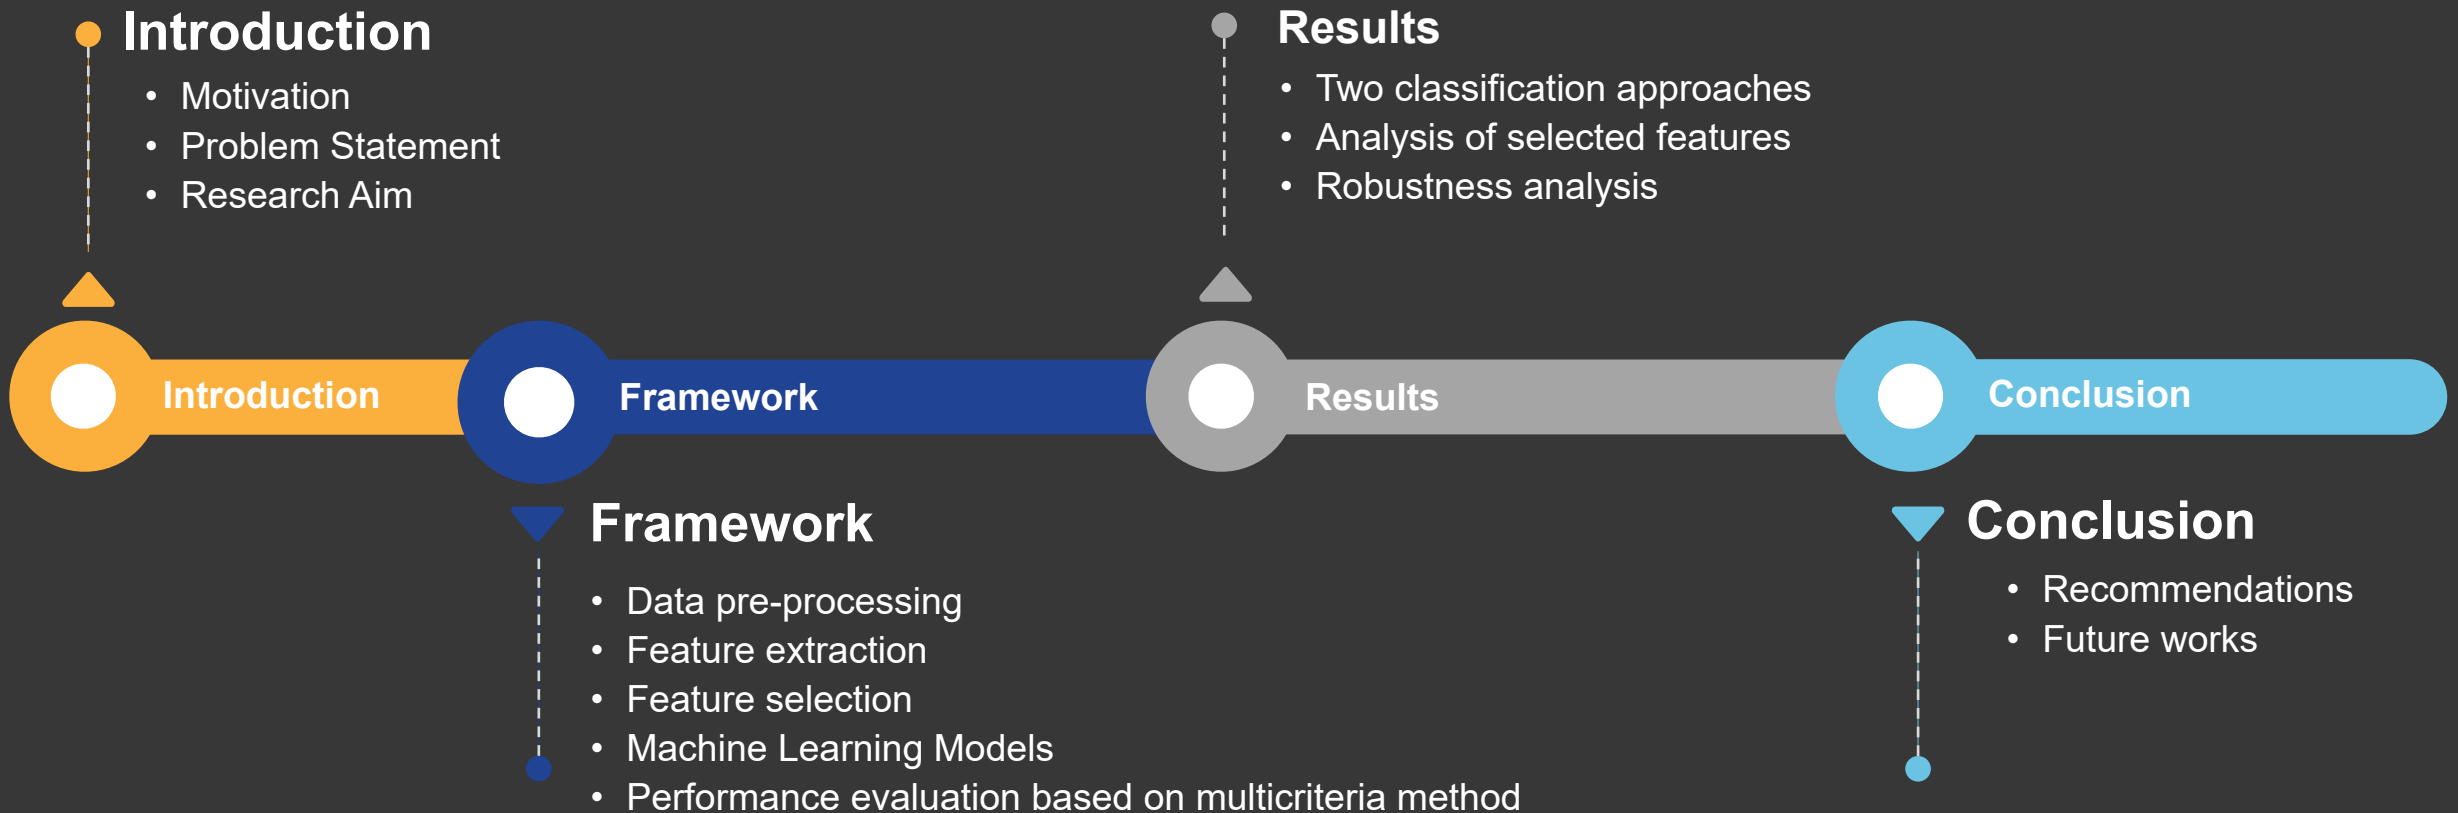 Introduction
• Motivation
• Problem Statement
• Research Aim
Results
• Two classification approaches
• Analysis of selected features
• Robustness analysis
Introduction
Framework
Results
Conclusion
Framework
• Data pre-processing
• Feature extraction
• Feature selection
• Machine Learning Models
• Performance evaluation based on multicriteria method
Conclusion
• Recommendations
• Future works